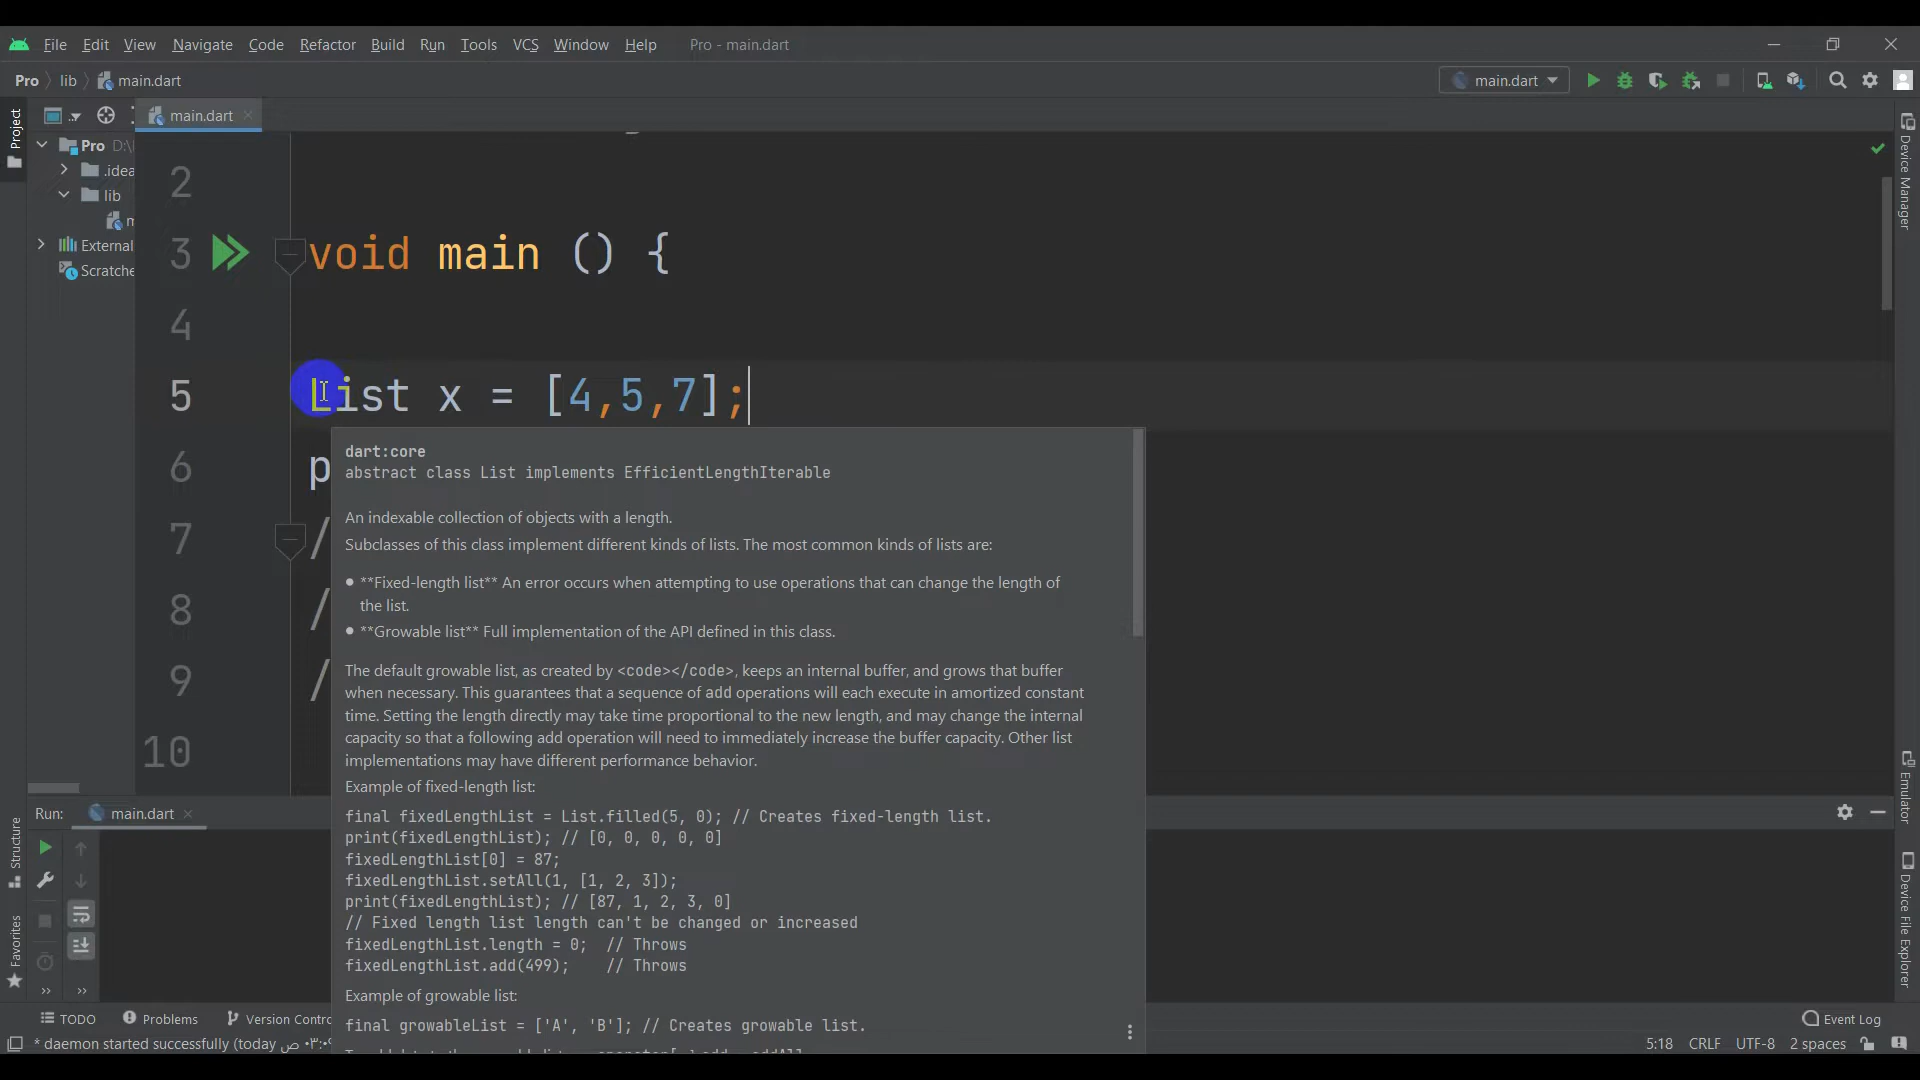 File Edit View Navigate Code Refactor Build Run Tools VCS Window Help Pro - main.dart
Pro lib main.dart main.dart
Project main.dart
Pro D:\
.idea
lib
External
Scratche
2
3 void main () {
4
5 List x = [4,5,7];
6 p
7 /
8 /
9 /
10
dart:core
abstract class List implements EfficientLengthIterable
An indexable collection of objects with a length.
Subclasses of this class implement different kinds of lists. The most common kinds of lists are:
• **Fixed-length list** An error occurs when attempting to use operations that can change the length of
the list.
• **Growable list** Full implementation of the API defined in this class.
The default growable list, as created by <code></code>, keeps an internal buffer, and grows that buffer
when necessary. This guarantees that a sequence of add operations will each execute in amortized constant
time. Setting the length directly may take time proportional to the new length, and may change the internal
capacity so that a following add operation will need to immediately increase the buffer capacity. Other list
implementations may have different performance behavior.
Example of fixed-length list:
final fixedLengthList = List.filled(5, 0); // Creates fixed-length list.
print(fixedLengthList); // [0, 0, 0, 0, 0]
fixedLengthList[0] = 87;
fixedLengthList.setAll(1, [1, 2, 3]);
print(fixedLengthList); // [87, 1, 2, 3, 0]
// Fixed length list length can't be changed or increased
fixedLengthList.length = 0;  // Throws
fixedLengthList.add(499);    // Throws
Example of growable list:
final growableList = ['A', 'B']; // Creates growable list.
Run: main.dart
Structure
Favorites
Device Manager
Emulator
Device File Explorer
TODO Problems Version Contro Event Log
* daemon started successfully (today ص 5:18 CRLF UTF-8 2 spaces